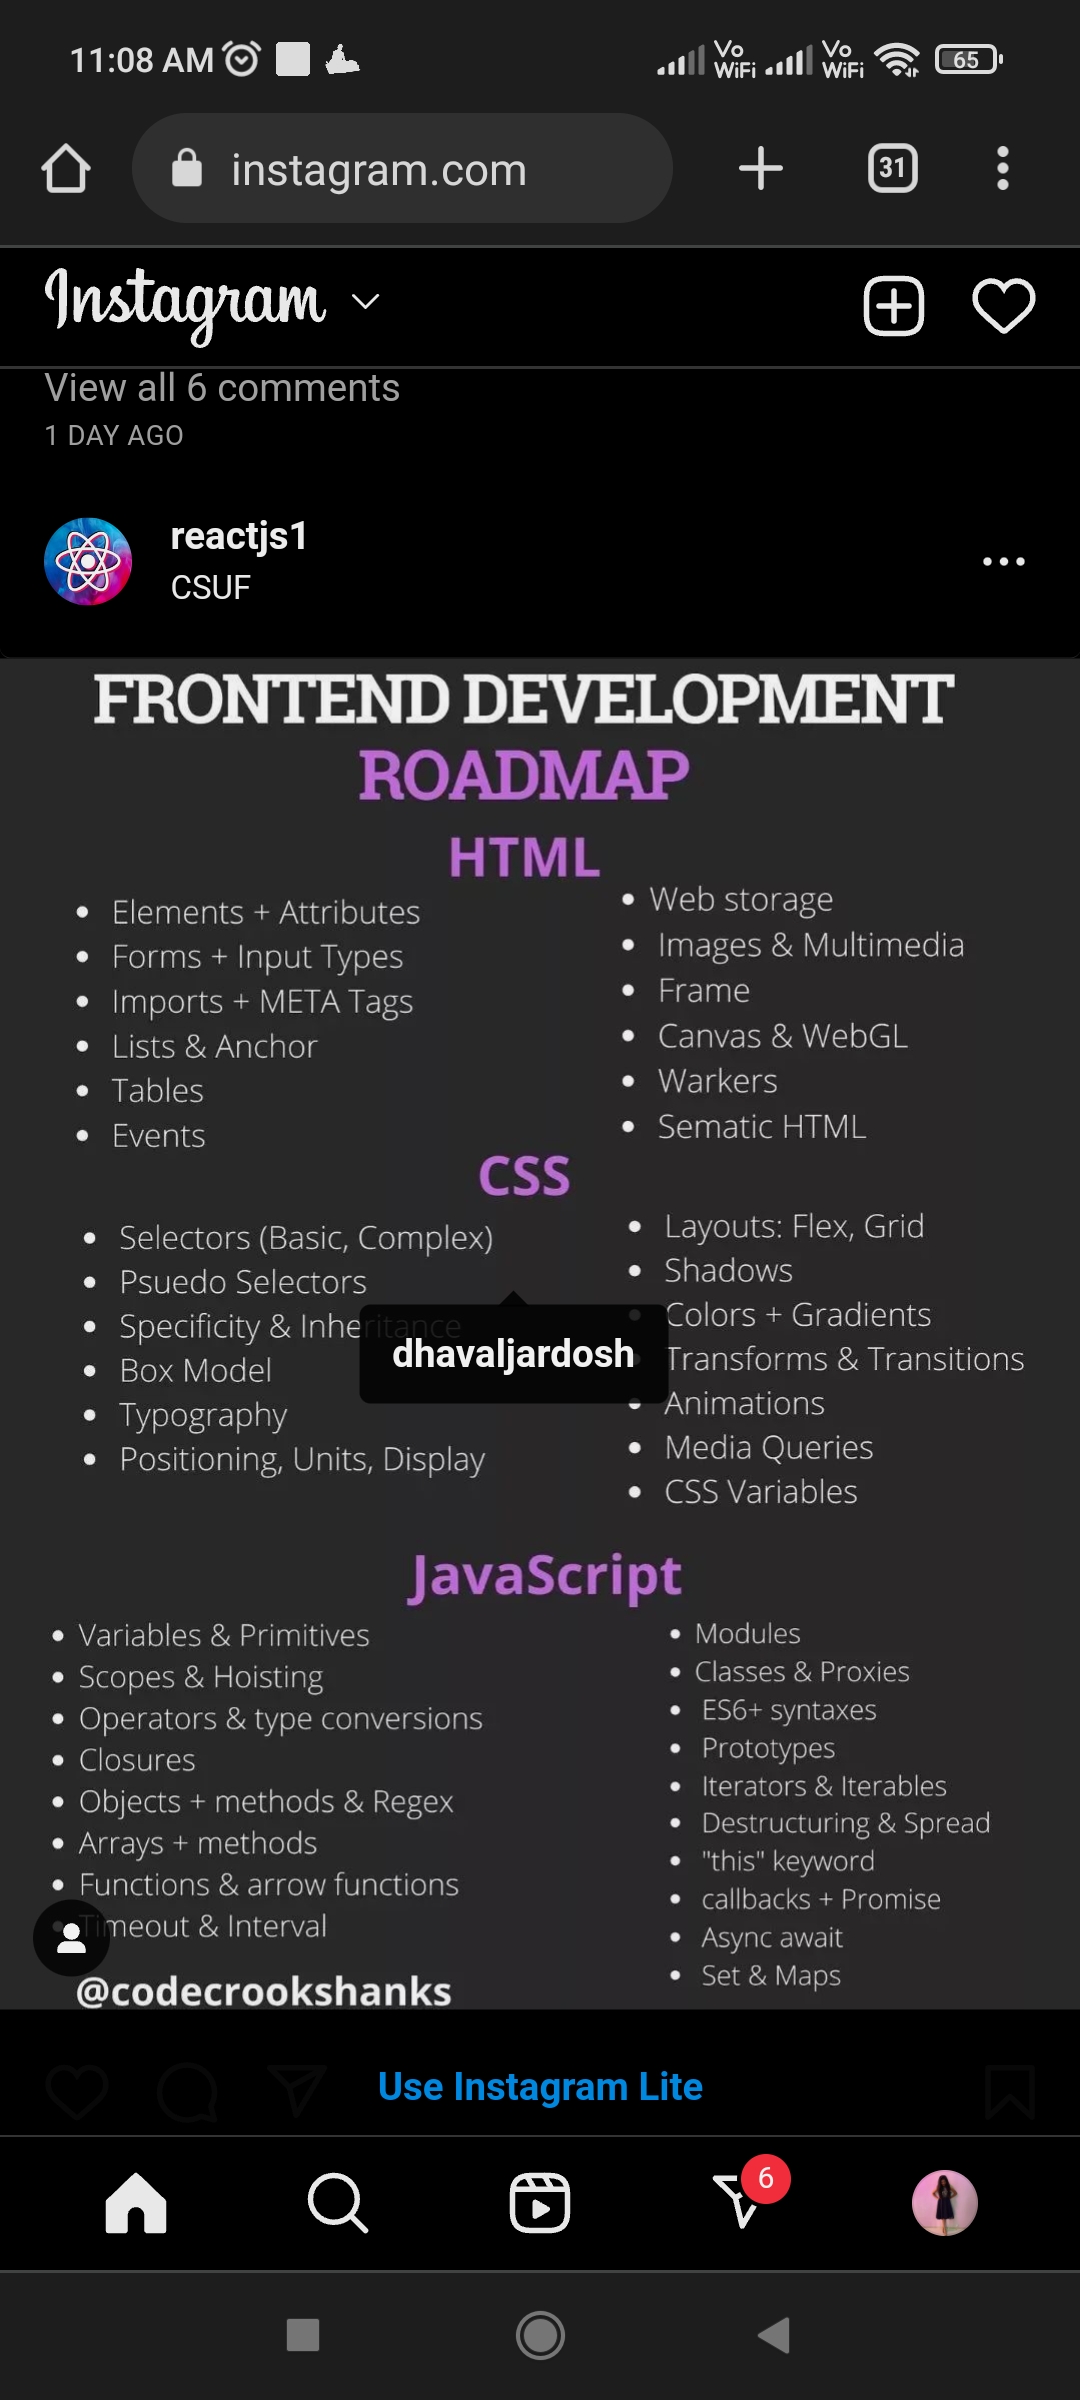 11:08 AM
Vo WiFi
Vo WiFi
65
instagram.com
31
Instagram
View all 6 comments
1 DAY AGO
reactjs1
CSUF
FRONTEND DEVELOPMENT
ROADMAP
HTML
Elements + Attributes
Forms + Input Types
Imports + META Tags
Lists & Anchor
Tables
Events
Web storage
Images & Multimedia
Frame
Canvas & WebGL
Warkers
Sematic HTML
CSS
Selectors (Basic, Complex)
Psuedo Selectors
Specificity & Inheritance
Box Model
Typography
Positioning, Units, Display
Layouts: Flex, Grid
Shadows
Colors + Gradients
Transforms & Transitions
Animations
Media Queries
CSS Variables
dhavaljardosh
JavaScript
Variables & Primitives
Scopes & Hoisting
Operators & type conversions
Closures
Objects + methods & Regex
Arrays + methods
Functions & arrow functions
Timeout & Interval
Modules
Classes & Proxies
ES6+ syntaxes
Prototypes
Iterators & Iterables
Destructuring & Spread
"this" keyword
callbacks + Promise
Async await
Set & Maps
@codecrookshanks
Use Instagram Lite
6